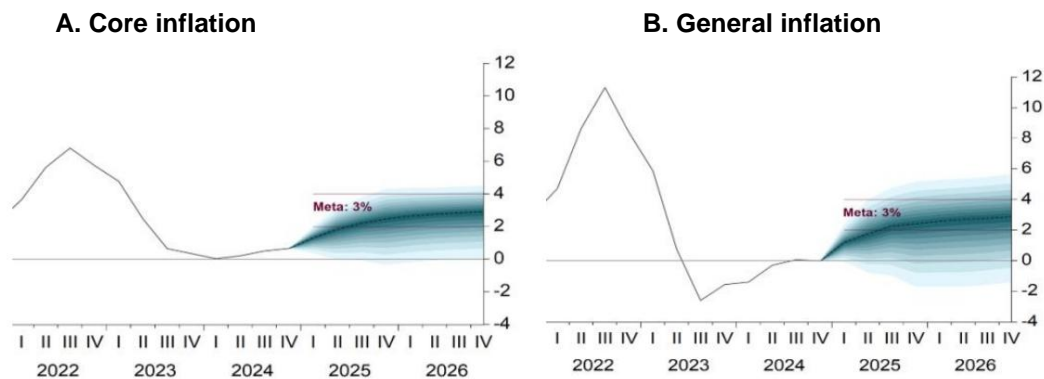 A. Core inflation
B. General inflation
12
10
8
6
4
2
0
-2
-4
Meta: 3%
I II III IV I II III IV I II III IV I II III IV I II III IV
2022 2023 2024 2025 2026
12
10
8
6
4
2
0
-2
-4
Meta: 3%
I II III IV I II III IV I II III IV I II III IV I II III IV
2022 2023 2024 2025 2026